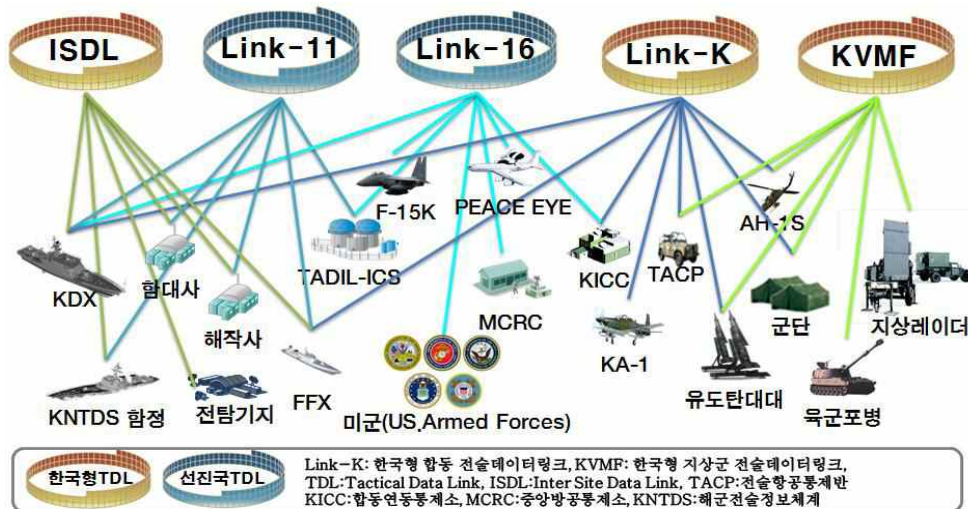 ISDL
Link-11
Link-16
Link-K
KVMF
F-15K
PEACE EYE
AH-1S
KDX
함대사
TADIL-ICS
KICC
TACP
해작사
MCRC
군단
지상레이더
KA-1
KNTDS 함정
전탐기지
FFX
미군(US.Armed Forces)
유도탄대대
육군포병
한국형TDL
선진국TDL
Link-K: 한국형 합동 전술데이터링크, KVMF: 한국형 지상군 전술데이터링크,
TDL:Tactical Data Link, ISDL:Inter Site Data Link, TACP:전술항공통제반
KICC:합동연동통제소, MCRC:중앙방공통제소, KNTDS:해군전술정보체계